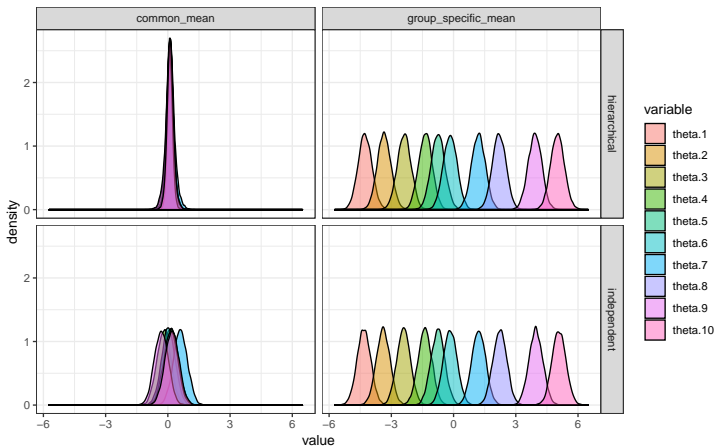 common_mean
group_specific_mean
2
1
0
hierarchical
2
1
0
independent
density
−6
−3
0
3
6
−6
−3
0
3
6
value
variable
theta.1
theta.2
theta.3
theta.4
theta.5
theta.6
theta.7
theta.8
theta.9
theta.10